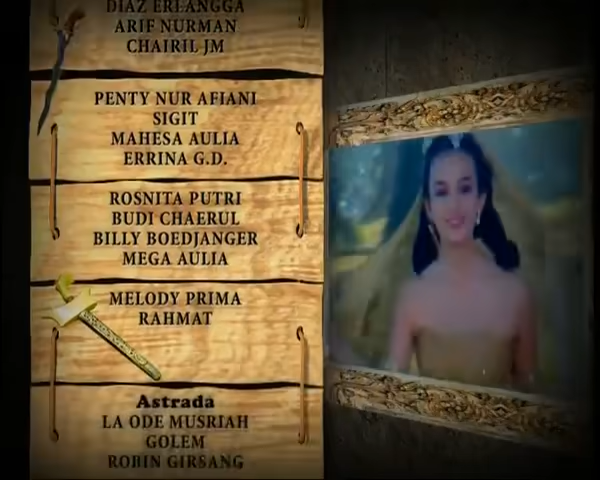 DIAZ ERLANGGA
ARIF NURMAN
CHAIRIL JM
PENTY NUR AFIANI
SIGIT
MAHESA AULIA
ERRINA G.D.
ROSNITA PUTRI
BUDI CHAERUL
BILLY BOEDJANGER
MEGA AULIA
MELODY PRIMA
RAHMAT
Astrada
LA ODE MUSRIAH
GOLEM
ROBIN GIRSANG